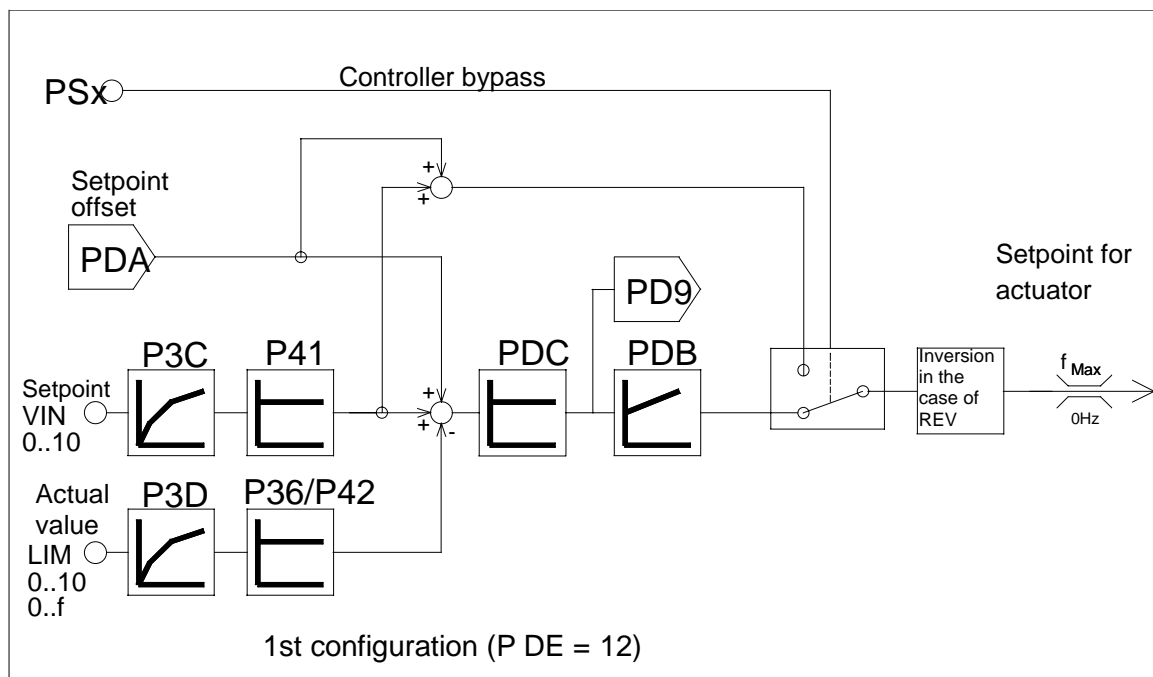 Controller bypass
PSx
+
+
Setpoint
offset
PDA
PD9
Setpoint for
actuator
P3C
P41
PDC
PDB
Setpoint
VIN
0..10
+
+
-
Inversion
in the
case of
REV
f Max
0Hz
Actual
value
LIM
0..10
0..f
P3D
P36/P42
1st configuration (P DE = 12)